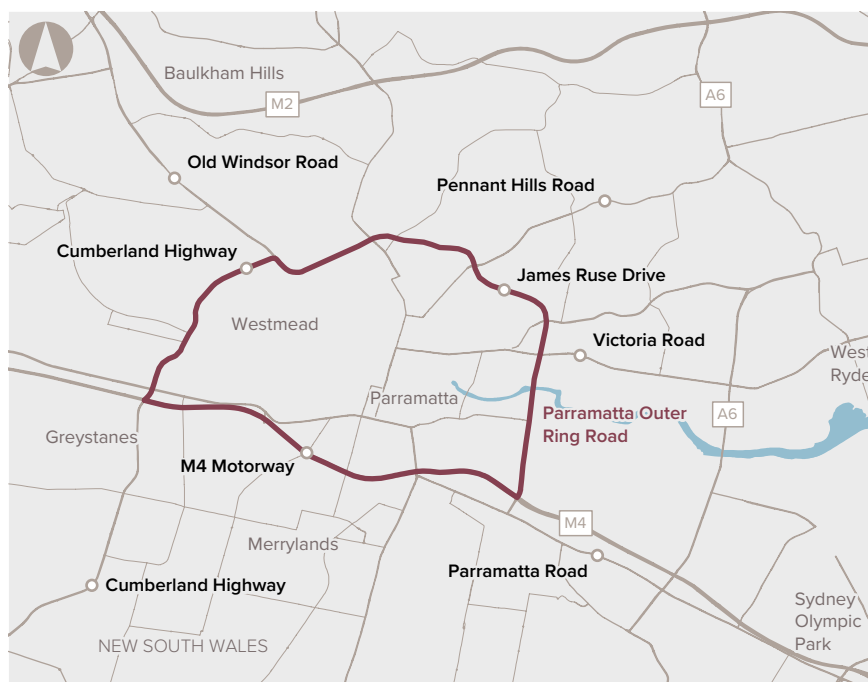 Baulkham Hills
M2
A6
Old Windsor Road
Pennant Hills Road
Cumberland Highway
James Ruse Drive
Westmead
Victoria Road
West
Ryde
Parramatta
Parramatta Outer
Ring Road
A6
Greystanes
M4 Motorway
M4
Merrylands
Parramatta Road
Cumberland Highway
Sydney
Olympic
Park
NEW SOUTH WALES